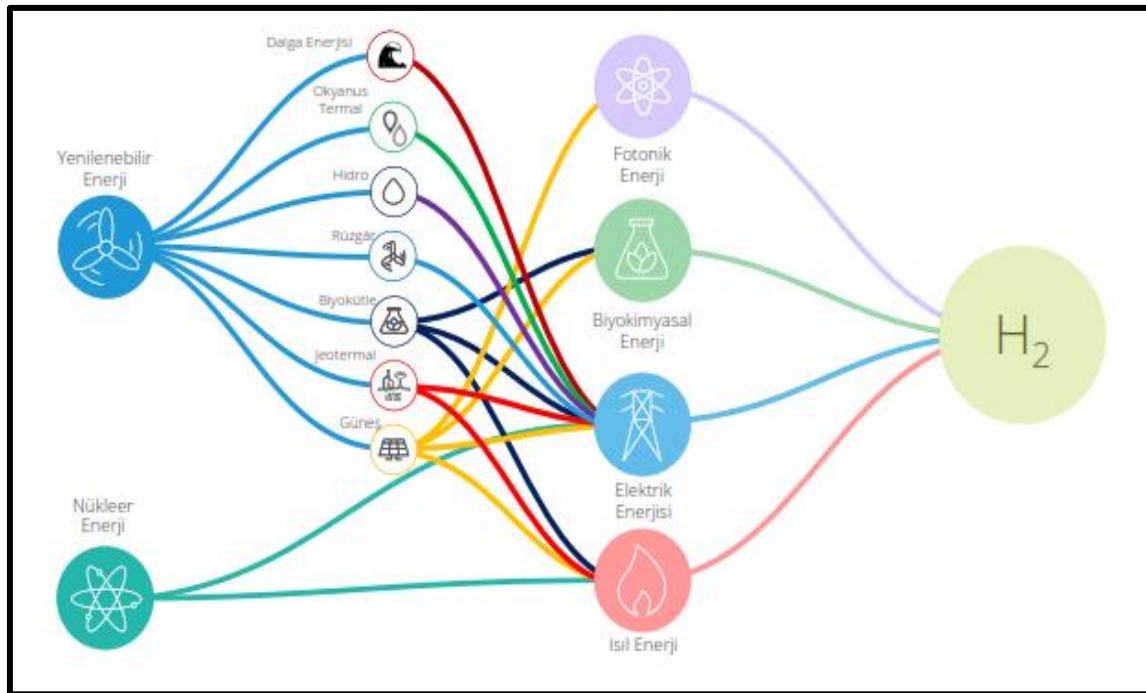 Dalga Enerjisi
Okyanus
Termal
Hidro
Rüzgâr
Biyokütle
Jeotermal
Güneş
Yenilenebilir
Enerji
Nükleer
Enerji
Fotonik
Enerji
Biyokimyasal
Enerji
Elektrik
Enerjisi
Isıl Enerji
H₂